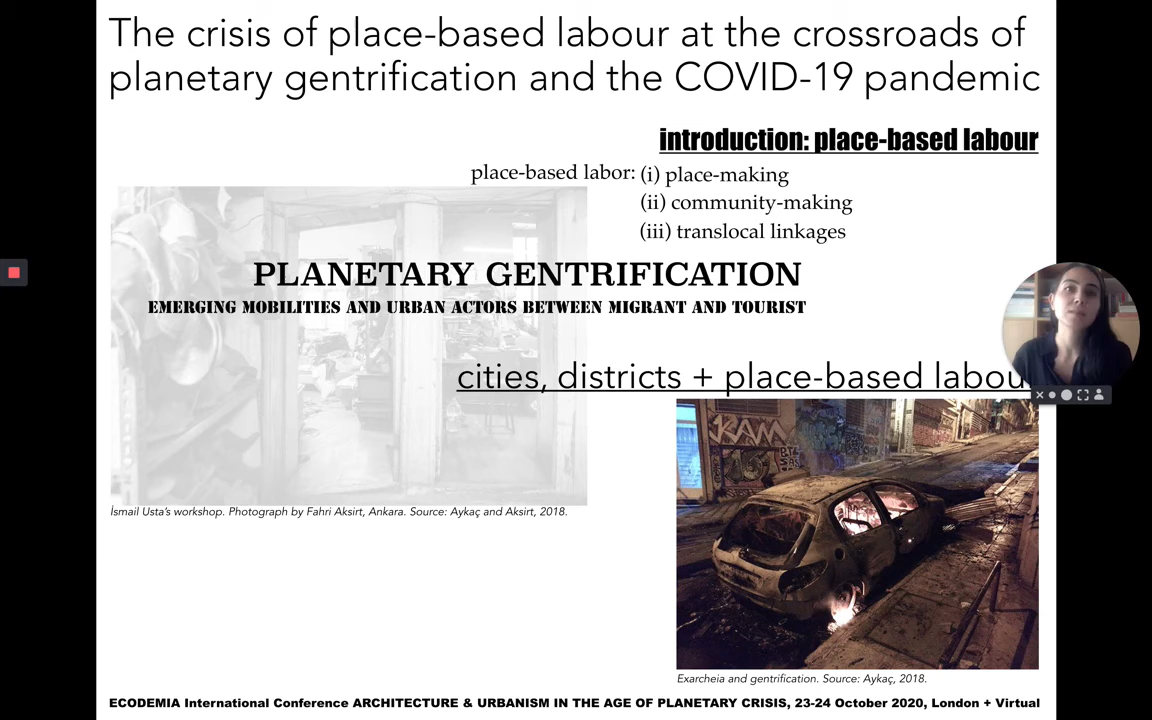 The crisis of place-based labour at the crossroads of
planetary gentrification and the COVID-19 pandemic
introduction: place-based labour
place-based labor: (i) place-making
(ii) community-making
(iii) translocal linkages
PLANETARY GENTRIFICATION
EMERGING MOBILITIES AND URBAN ACTORS BETWEEN MIGRANT AND TOURIST
cities, districts + place-based
KAM
İsmail Usta's workshop. Photograph by Fahri Aksirt, Ankara. Source: Aykaç and Aksirt, 2018.
Exarcheia and gentrification. Source: Aykaç, 2018.
ECODEMIA International Conference ARCHITECTURE & URBANISM IN THE AGE OF PLANETARY CRISIS, 23-24 October 2020, London + Virtual